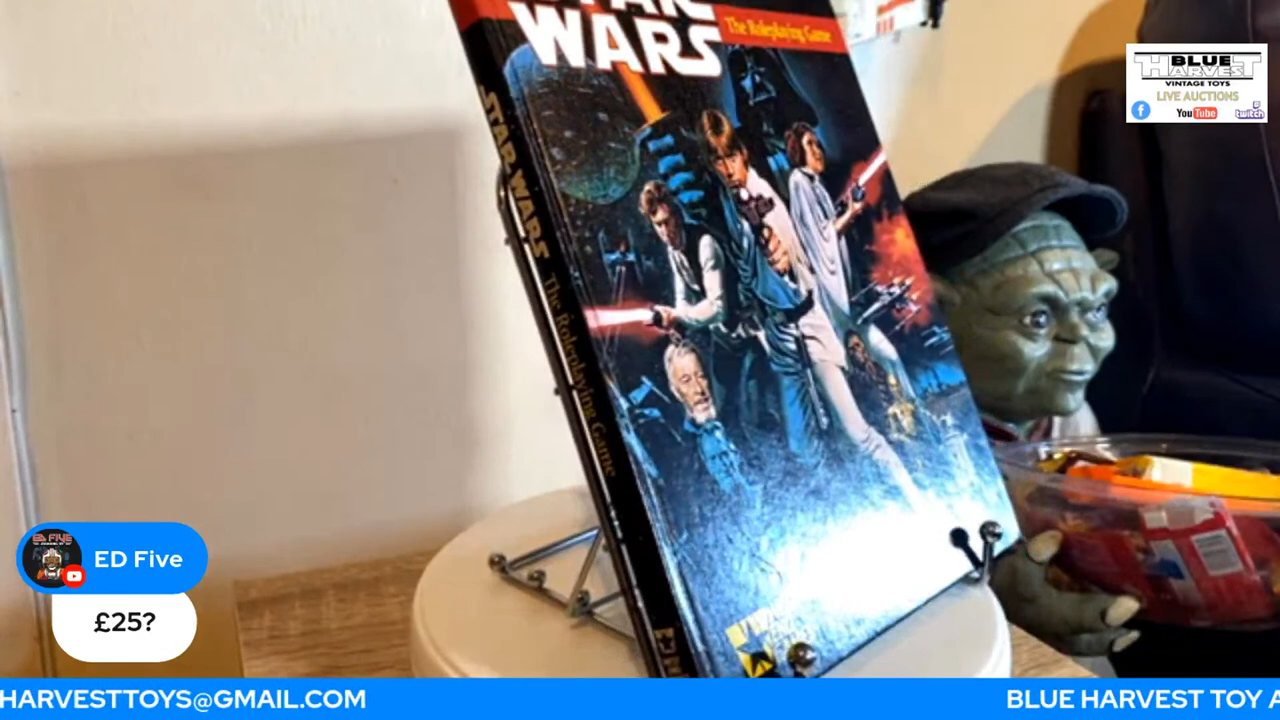 STAR
WARS
The Roleplaying Game
STAR WARS The Roleplaying Game
BLUE
HARVEST
VINTAGE TOYS
LIVE AUCTIONS
YouTube
twitch
ED Five
£25?
HARVESTTOYS@GMAIL.COM
BLUE HARVEST TOY A